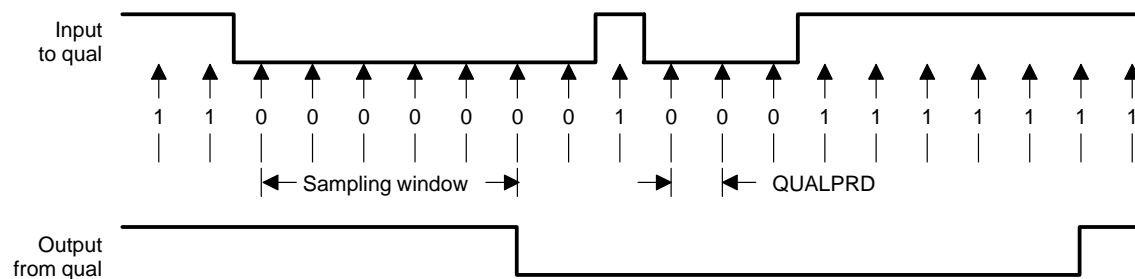 Input
to qual
1 1 0 0 0 0 0 0 0 1 0 0 0 1 1 1 1 1 1 1
Sampling window
QUALPRD
Output
from qual